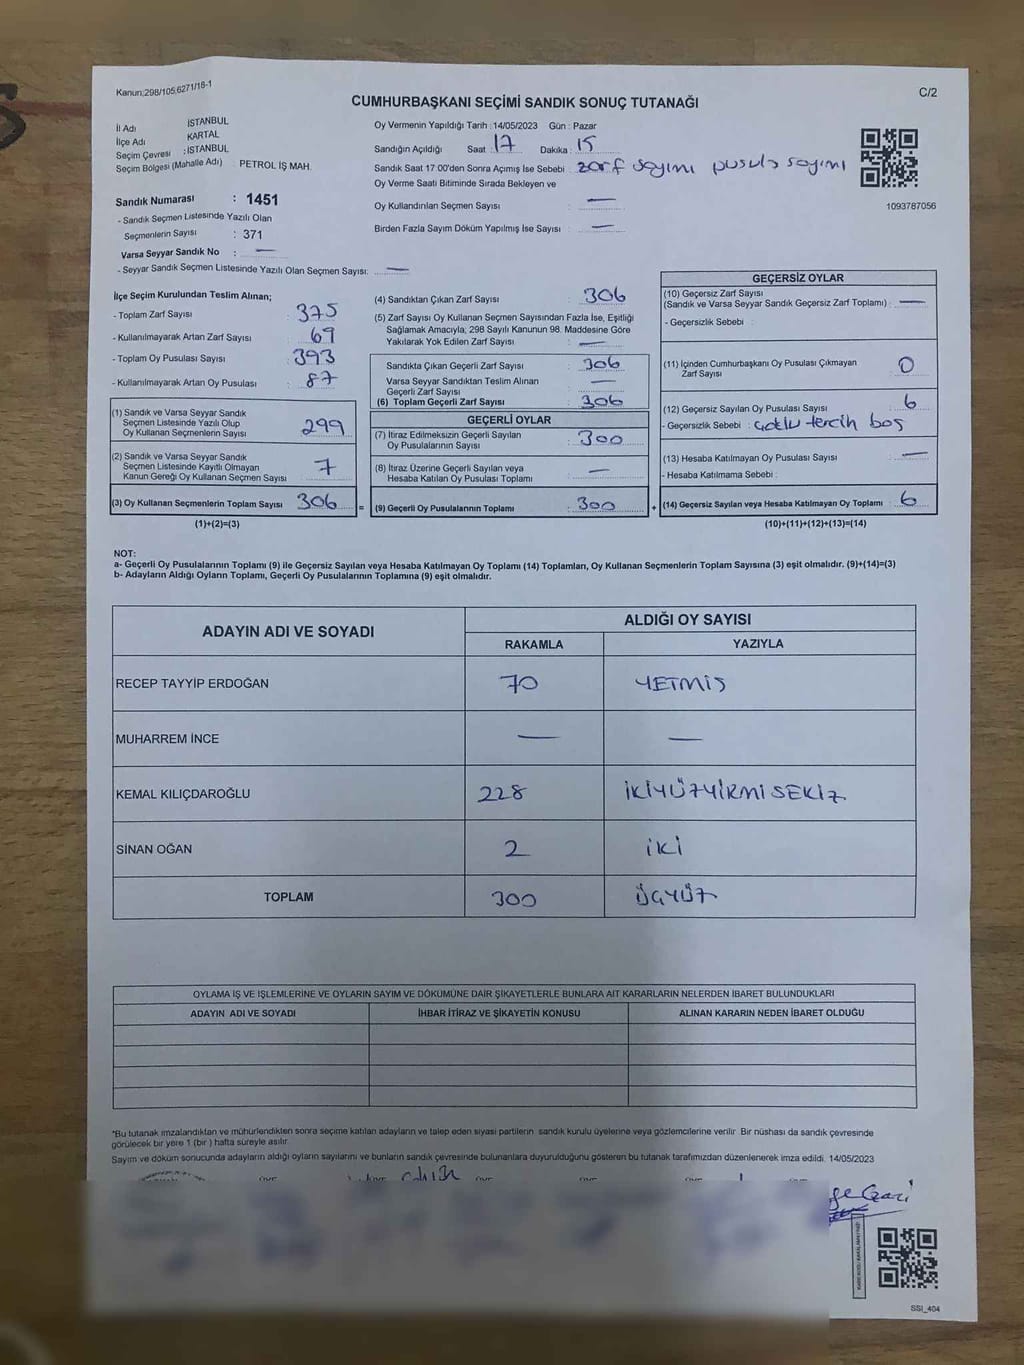 Kanun:298/105,6271/18-1
C/2
CUMHURBAŞKANI SEÇİMİ SANDIK SONUÇ TUTANAĞI
İl Adı İSTANBUL
İlçe Adı KARTAL
Seçim Çevresi :İSTANBUL
Seçim Bölgesi (Mahalle Adı) : PETROL İŞ MAH.
Sandık Numarası : 1451
- Sandık Seçmen Listesinde Yazılı Olan
Seçmenlerin Sayısı : 371
Varsa Seyyar Sandık No : —
- Seyyar Sandık Seçmen Listesinde Yazılı Olan Seçmen Sayısı: —
Oy Vermenin Yapıldığı Tarih :14/05/2023 Gün : Pazar
Sandığın Açıldığı Saat : 17 Dakika : 15
Sandık Saat 17:00'den Sonra Açımış İse Sebebi : zarf sayımı pusula sayımı
Oy Verme Saati Bitiminde Sırada Bekleyen ve
Oy Kullandırılan Seçmen Sayısı : —
Birden Fazla Sayım Döküm Yapılmış İse Sayısı : —
1093787056
İlçe Seçim Kurulundan Teslim Alınan;
- Toplam Zarf Sayısı : 375
- Kullanılmayarak Artan Zarf Sayısı : 69
- Toplam Oy Pusulası Sayısı : 393
- Kullanılmayarak Artan Oy Pusulası : 87
(1) Sandık ve Varsa Seyyar Sandık
Seçmen Listesinde Yazılı Olup
Oy Kullanan Seçmenlerin Sayısı : 299
(2) Sandık ve Varsa Seyyar Sandık
Seçmen Listesinde Kayıtlı Olmayan
Kanun Gereği Oy Kullanan Seçmen Sayısı : 7
(3) Oy Kullanan Seçmenlerin Toplam Sayısı 306 =
(1)+(2)=(3)
(4) Sandıktan Çıkan Zarf Sayısı : 306
(5) Zarf Sayısı Oy Kullanan Seçmen Sayısından Fazla İse, Eşitliği
Sağlamak Amacıyla; 298 Sayılı Kanunun 98. Maddesine Göre
Yakılarak Yok Edilen Zarf Sayısı : —
Sandıkta Çıkan Geçerli Zarf Sayısı : 306
Varsa Seyyar Sandıktan Teslim Alınan
Geçerli Zarf Sayısı : —
(6) Toplam Geçerli Zarf Sayısı : 306
GEÇERLİ OYLAR
(7) İtiraz Edilmeksizin Geçerli Sayılan
Oy Pusulalarının Sayısı : 300
(8) İtiraz Üzerine Geçerli Sayılan veya
Hesaba Katılan Oy Pusulası Toplamı : —
(9) Geçerli Oy Pusulalarının Toplamı : 300 +
GEÇERSİZ OYLAR
(10) Geçersiz Zarf Sayısı
(Sandık ve Varsa Seyyar Sandık Geçersiz Zarf Toplamı) : —
- Geçersizlik Sebebi :
(11) İçinden Cumhurbaşkanı Oy Pusulası Çıkmayan
Zarf Sayısı : 0
(12) Geçersiz Sayılan Oy Pusulası Sayısı : 6
- Geçersizlik Sebebi : çoklu tercih boş
(13) Hesaba Katılmayan Oy Pusulası Sayısı : —
- Hesaba Katılmama Sebebi :
(14) Geçersiz Sayılan veya Hesaba Katılmayan Oy Toplamı : 6
(10)+(11)+(12)+(13)=(14)
NOT:
a- Geçerli Oy Pusulalarının Toplamı (9) ile Geçersiz Sayılan veya Hesaba Katılmayan Oy Toplamı (14) Toplamları, Oy Kullanan Seçmenlerin Toplam Sayısına (3) eşit olmalıdır. (9)+(14)=(3)
b- Adayların Aldığı Oyların Toplamı, Geçerli Oy Pusulalarının Toplamına (9) eşit olmalıdır.
ADAYIN ADI VE SOYADI
ALDIĞI OY SAYISI
RAKAMLA YAZIYLA
RECEP TAYYİP ERDOĞAN 70 YETMİŞ
MUHARREM İNCE — —
KEMAL KILIÇDAROĞLU 228 İKİYÜZYİRMİSEKİZ
SİNAN OĞAN 2 İKİ
TOPLAM 300 ÜÇYÜZ
OYLAMA İŞ VE IŞLEMLERINE VE OYLARIN SAYIM VE DÖKÜMÜNE DAİR ŞİKAYETLERLE BUNLARA AIT KARARLARIN NELERDEN IBARET BULUNDUKLARI
ADAYIN ADI VE SOYADI İHBAR İTİRAZ VE ŞİKAYETİN KONUSU ALINAN KARARIN NEDEN İBARET OLDUĞU
*Bu tutanak imzalandıktan ve mühürlendikten sonra seçime katılan adayların ve talep eden siyasi partilerin sandık kurulu üyelerine veya gözlemcilerine verilir. Bir nüshası da sandık çevresinde
görülecek bir yere 1 (bir ) hafta süreyle asılır.
Sayım ve döküm sonucunda adayların aldığı oyların sayılarını ve bunların sandık çevresinde bulunanlara duyurulduğunu gösteren bu tutanak tarafımızdan düzenlenerek imza edildi. 14/05/2023
SSI_404